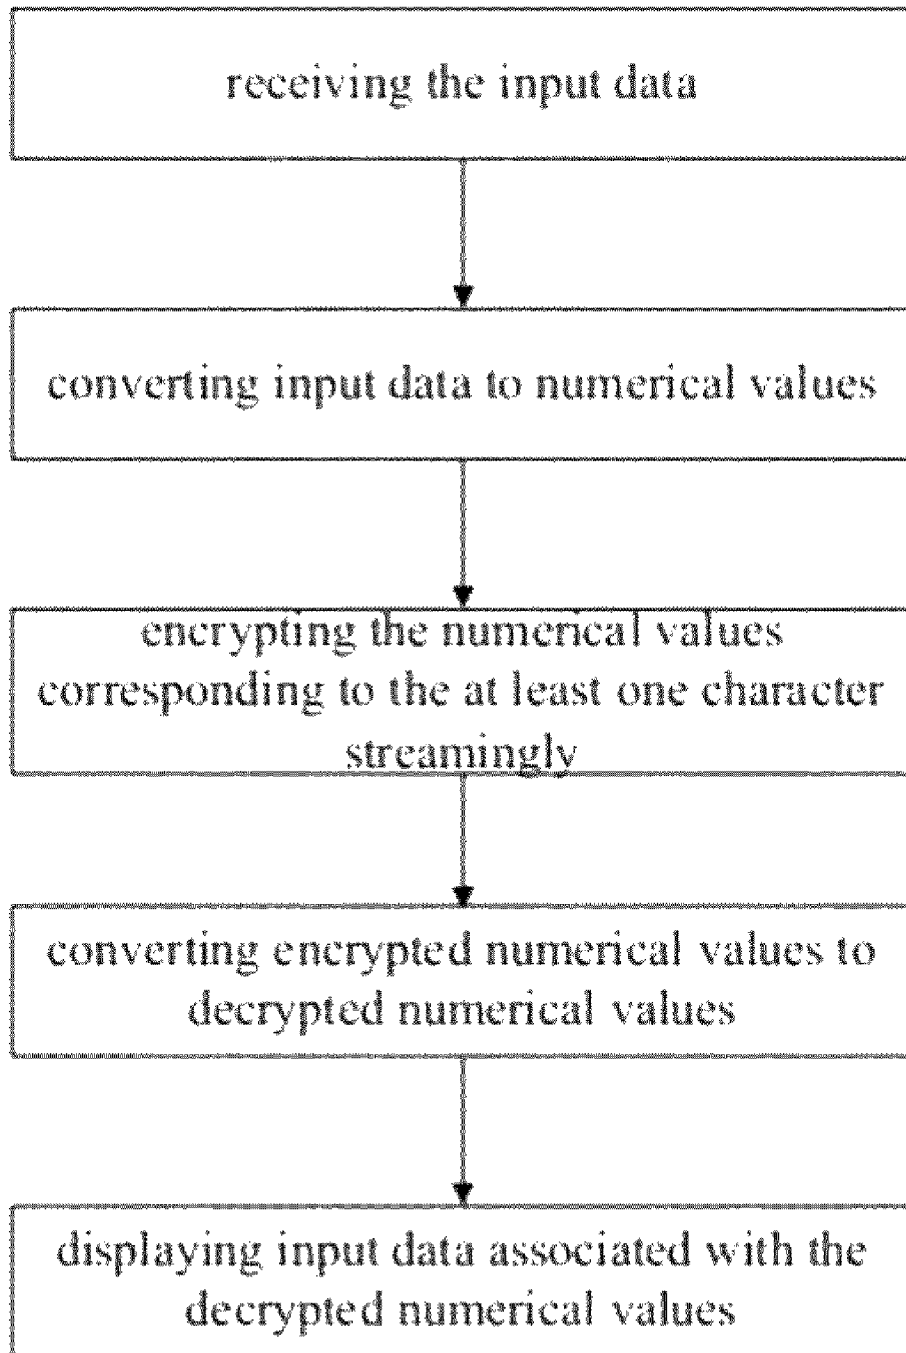 receiving the input data
converting input data to numerical values
encrypting the numerical values
corresponding to the at least one character
streamingly
converting encrypted numerical values to
decrypted numerical values
displaying input data associated with the
decrypted numerical values